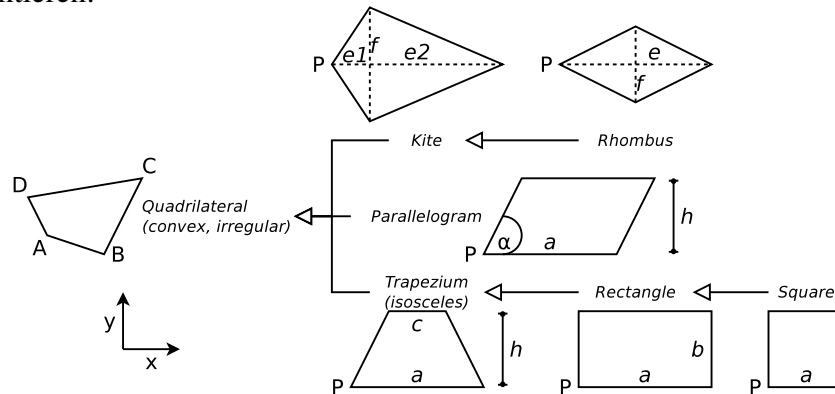 P
e1
f
e2
P
e
f
Kite
Rhombus
C
D
Quadrilateral
(convex, irregular)
A
B
Parallelogram
P
α
a
h
Trapezium
(isosceles)
Rectangle
Square
y
x
c
h
P
a
b
P
a
P
a